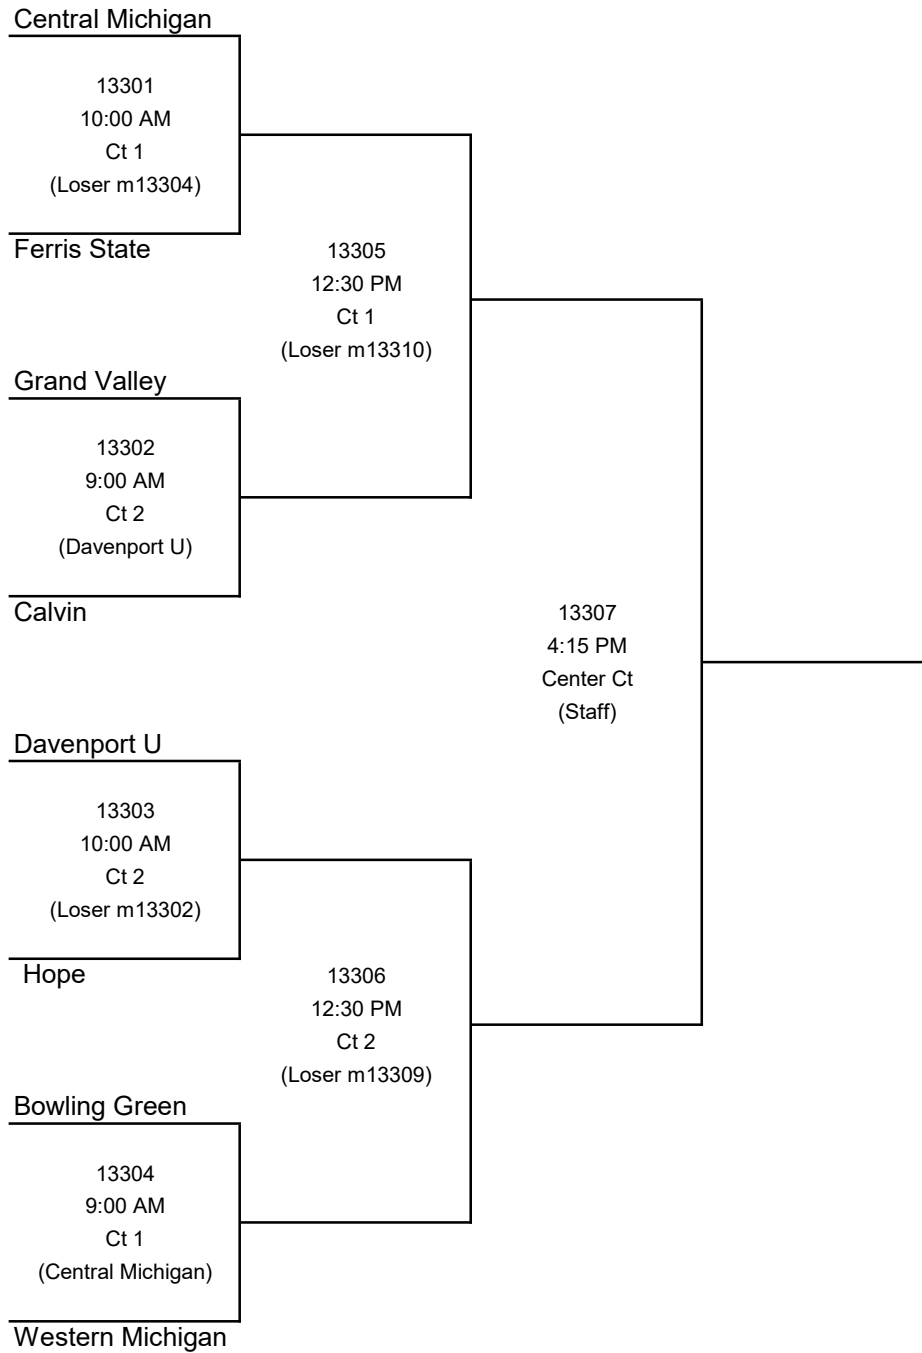 Central Michigan
13301
10:00 AM
Ct 1
(Loser m13304)
Ferris State
13305
12:30 PM
Ct 1
(Loser m13310)
Grand Valley
13302
9:00 AM
Ct 2
(Davenport U)
Calvin
13307
4:15 PM
Center Ct
(Staff)
Davenport U
13303
10:00 AM
Ct 2
(Loser m13302)
Hope
13306
12:30 PM
Ct 2
(Loser m13309)
Bowling Green
13304
9:00 AM
Ct 1
(Central Michigan)
Western Michigan